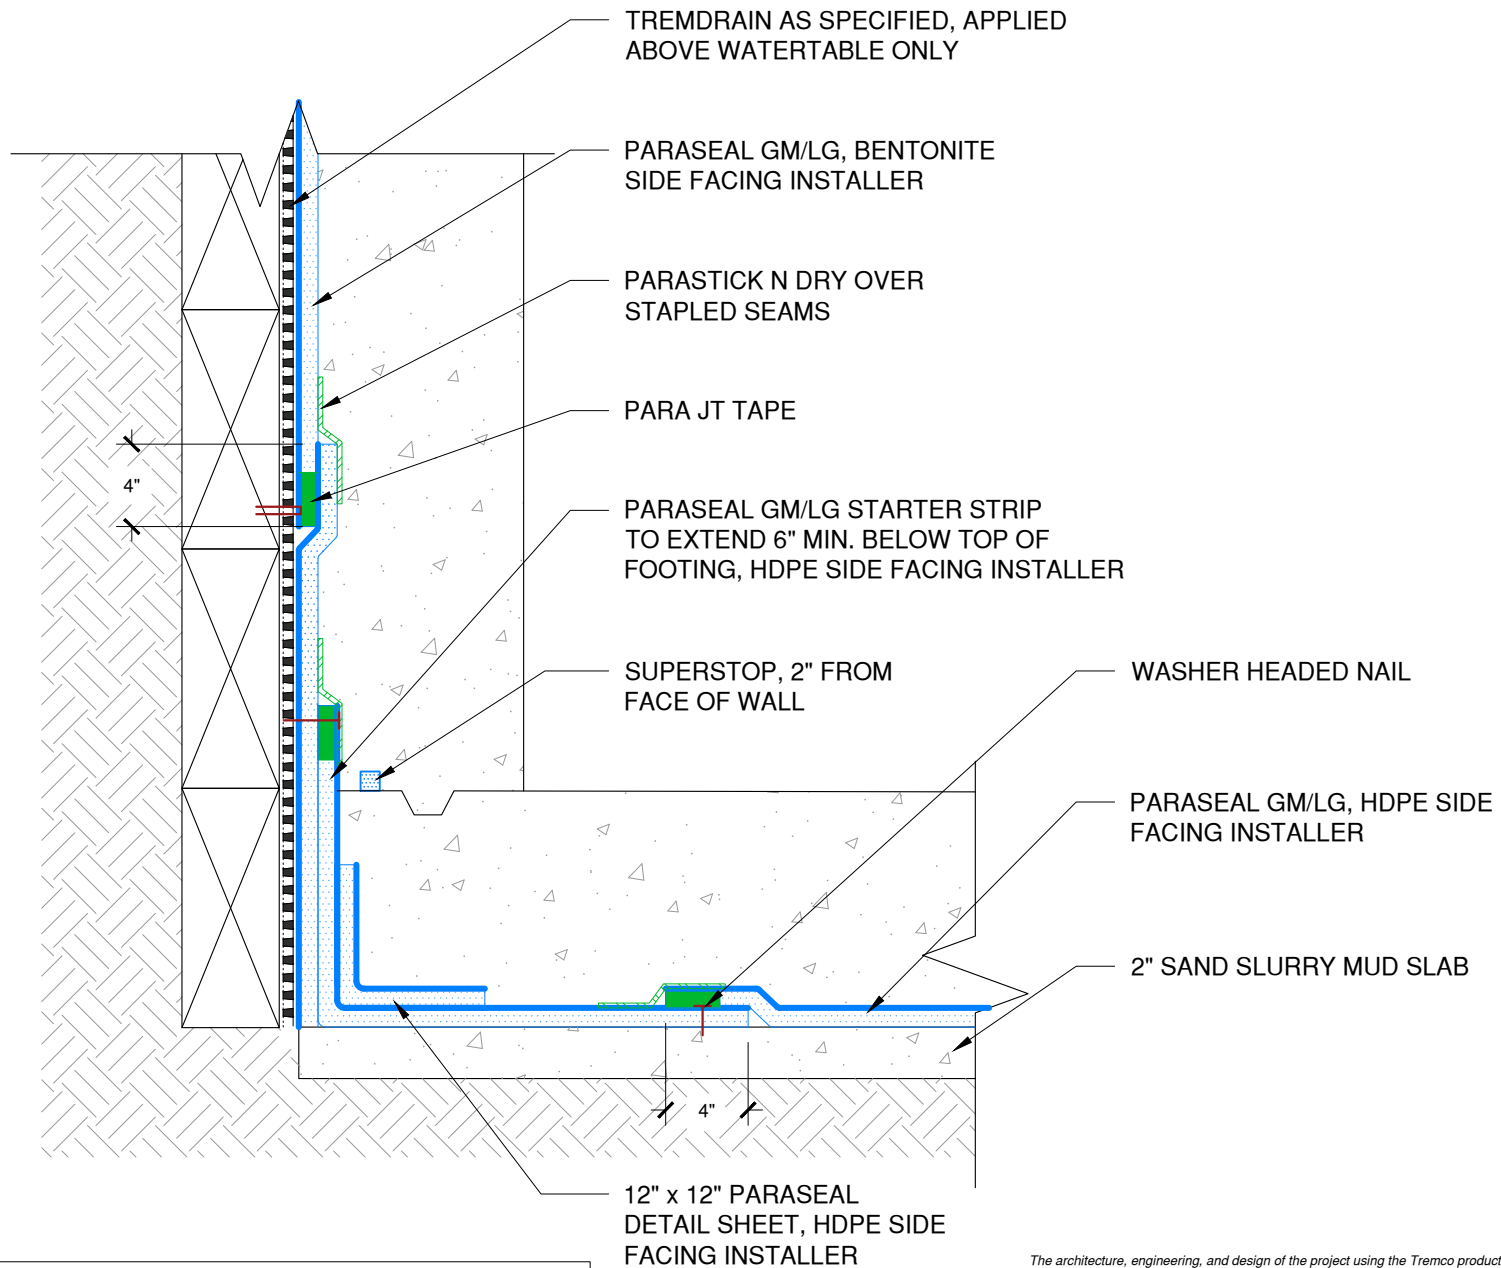 TREMDRAIN AS SPECIFIED, APPLIED
ABOVE WATERTABLE ONLY
PARASEAL GM/LG, BENTONITE
SIDE FACING INSTALLER
PARASTICK N DRY OVER
STAPLED SEAMS
PARA JT TAPE
4"
PARASEAL GM/LG STARTER STRIP
TO EXTEND 6" MIN. BELOW TOP OF
FOOTING, HDPE SIDE FACING INSTALLER
SUPERSTOP, 2" FROM
FACE OF WALL
WASHER HEADED NAIL
PARASEAL GM/LG, HDPE SIDE
FACING INSTALLER
2" SAND SLURRY MUD SLAB
4"
12" x 12" PARASEAL
DETAIL SHEET, HDPE SIDE
FACING INSTALLER
The architecture, engineering, and design of the project using the Tremco product